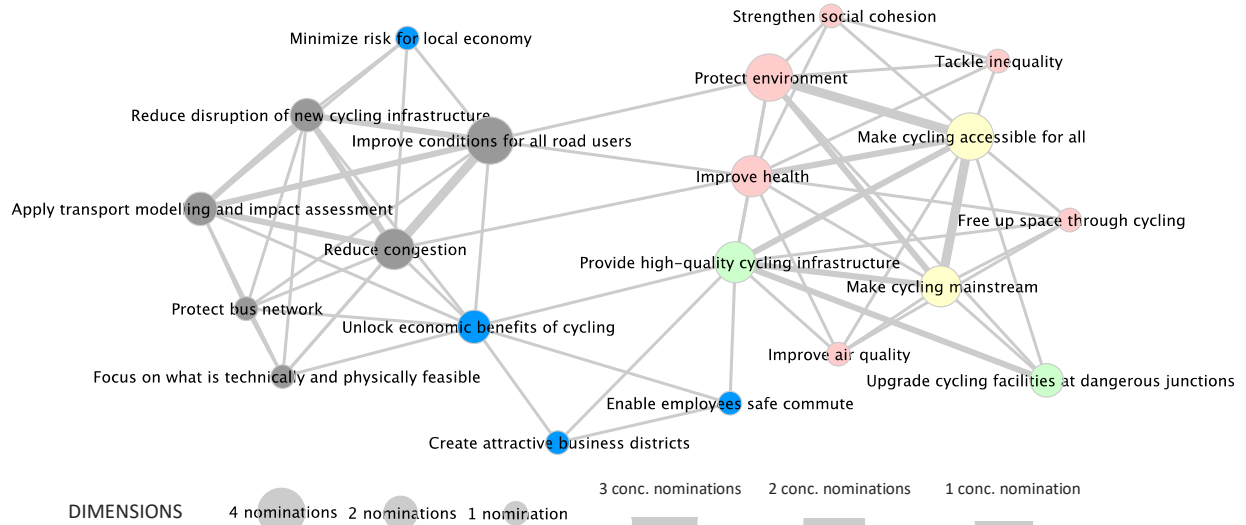 Strengthen social cohesion
Minimize risk for local economy
Tackle inequality
Protect environment
Reduce disruption of new cycling infrastructure
Make cycling accessible for all
Improve conditions for all road users
Improve health
Apply transport modelling and impact assessment
Free up space through cycling
Reduce congestion
Provide high-quality cycling infrastructure
Make cycling mainstream
Protect bus network
Unlock economic benefits of cycling
Improve air quality
Focus on what is technically and physically feasible
Upgrade cycling facilities at dangerous junctions
Enable employees safe commute
Create attractive business districts
3 conc. nominations 2 conc. nominations 1 conc. nomination
DIMENSIONS 4 nominations 2 nominations 1 nomination